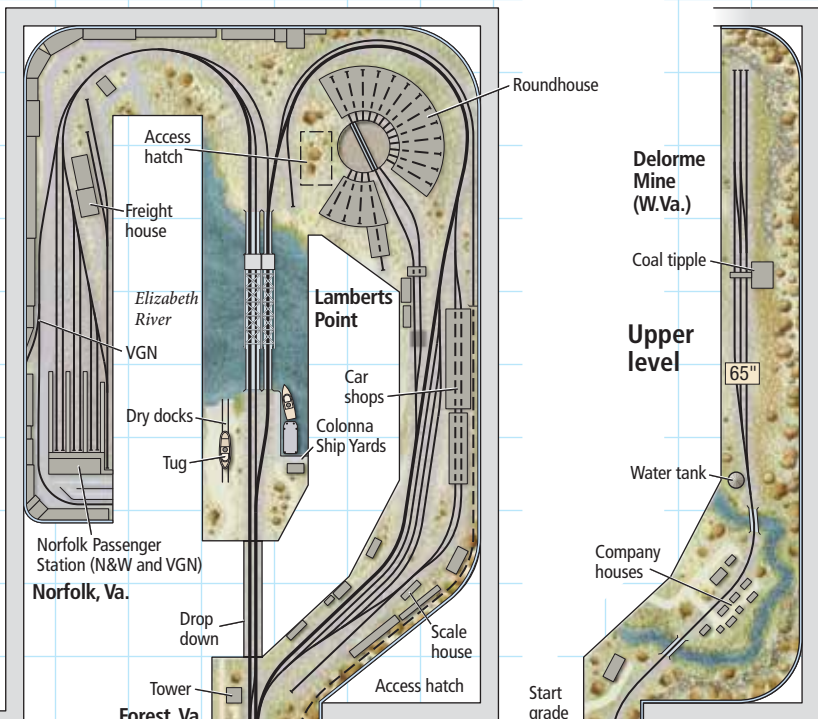 Roundhouse
Access
hatch
Delorme
Mine
(W.Va.)
Freight
house
Coal tipple
Elizabeth
River
Lamberts
Point
Upper
level
VGN
65"
Car
shops
Dry docks
Colonna
Ship Yards
Tug
Water tank
Norfolk Passenger
Station (N&W and VGN)
Norfolk, Va.
Company
houses
Drop
down
Scale
house
Tower
Access hatch
Start
grade
Forest, Va.